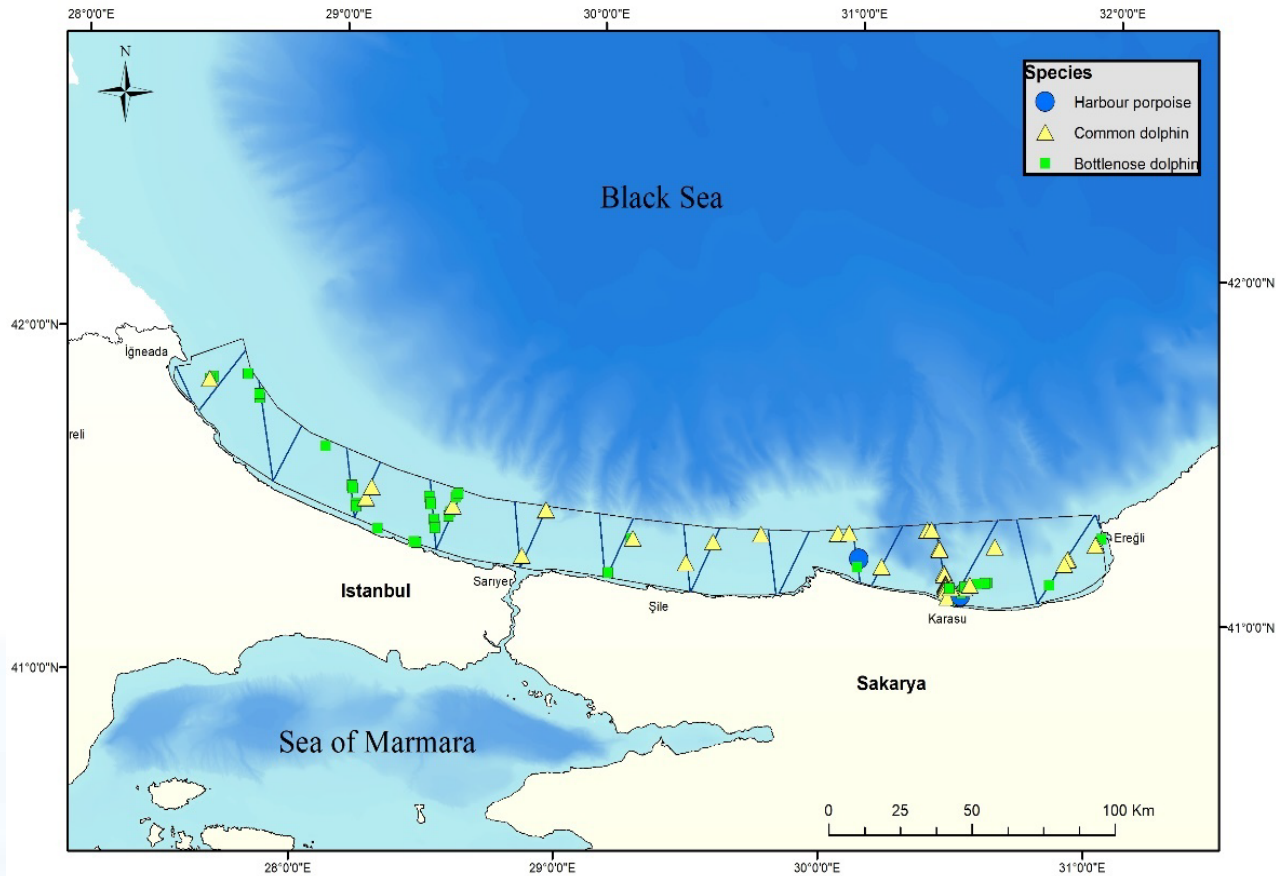 28°0'0"E 29°0'0"E 30°0'0"E 31°0'0"E 32°0'0"E
N
Species
Harbour porpoise
Common dolphin
Bottlenose dolphin
Black Sea
42°0'0"N
42°0'0"N
İğneada
reli
Ereğli
Istanbul
Sarıyer
Şile
Karasu
41°0'0"N
41°0'0"N
Sakarya
Sea of Marmara
0 25 50 100 Km
28°0'0"E 29°0'0"E 30°0'0"E 31°0'0"E